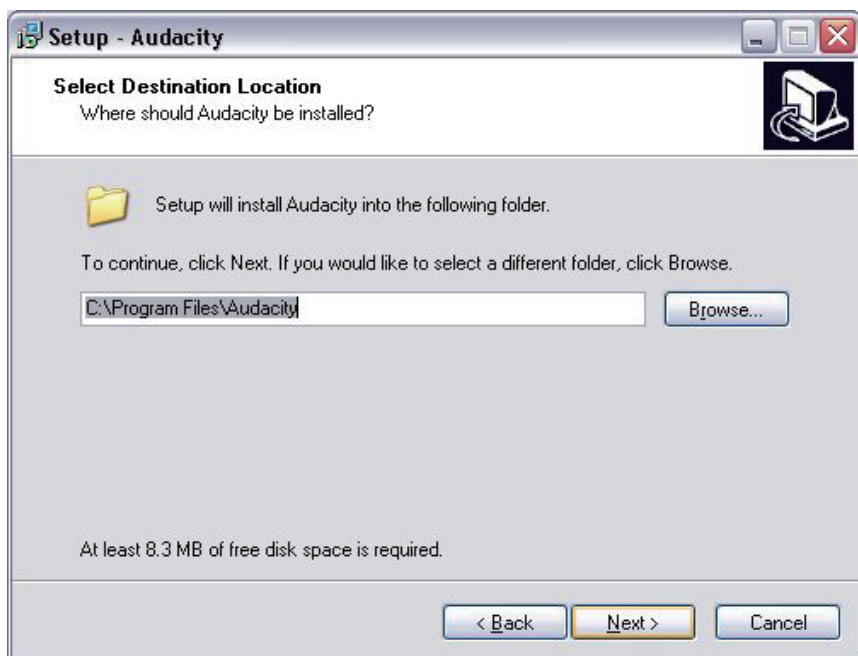 Setup - Audacity
Select Destination Location
Where should Audacity be installed?
Setup will install Audacity into the following folder.
To continue, click Next. If you would like to select a different folder, click Browse.
C:\Program Files\Audacity
Browse...
At least 8.3 MB of free disk space is required.
< Back
Next >
Cancel